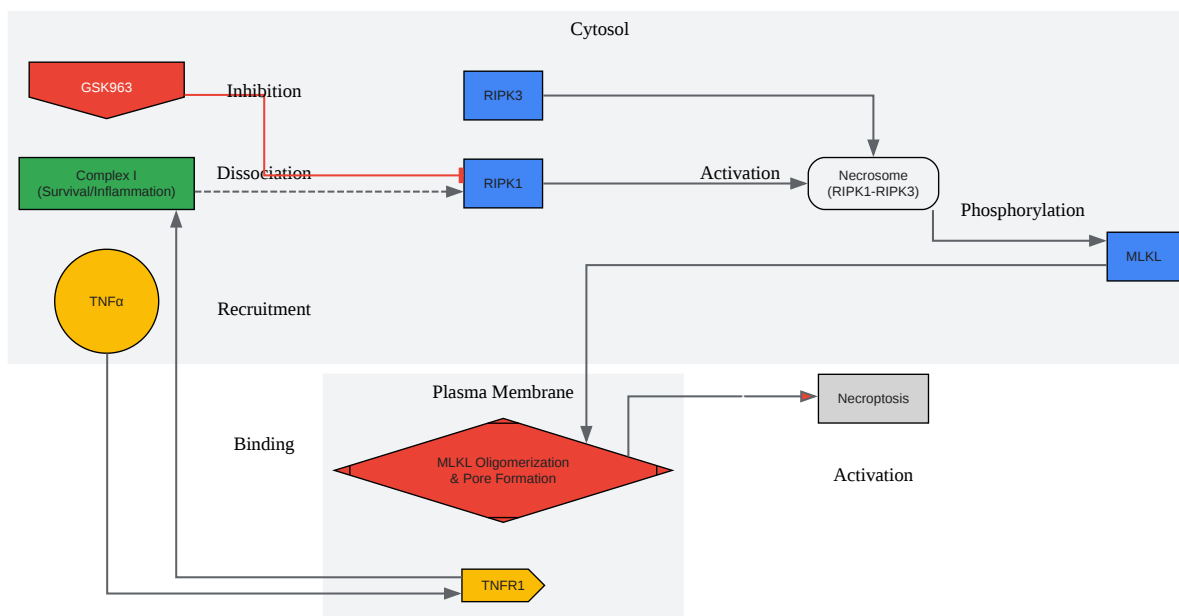 Cytosol
GSK963
Inhibition
RIPK3
Complex I
(Survival/Inflammation)
Dissociation
RIPK1
Activation
Necrosome
(RIPK1-RIPK3)
Phosphorylation
MLKL
TNFα
Recruitment
Plasma Membrane
Necroptosis
Binding
MLKL Oligomerization
& Pore Formation
Activation
TNFR1